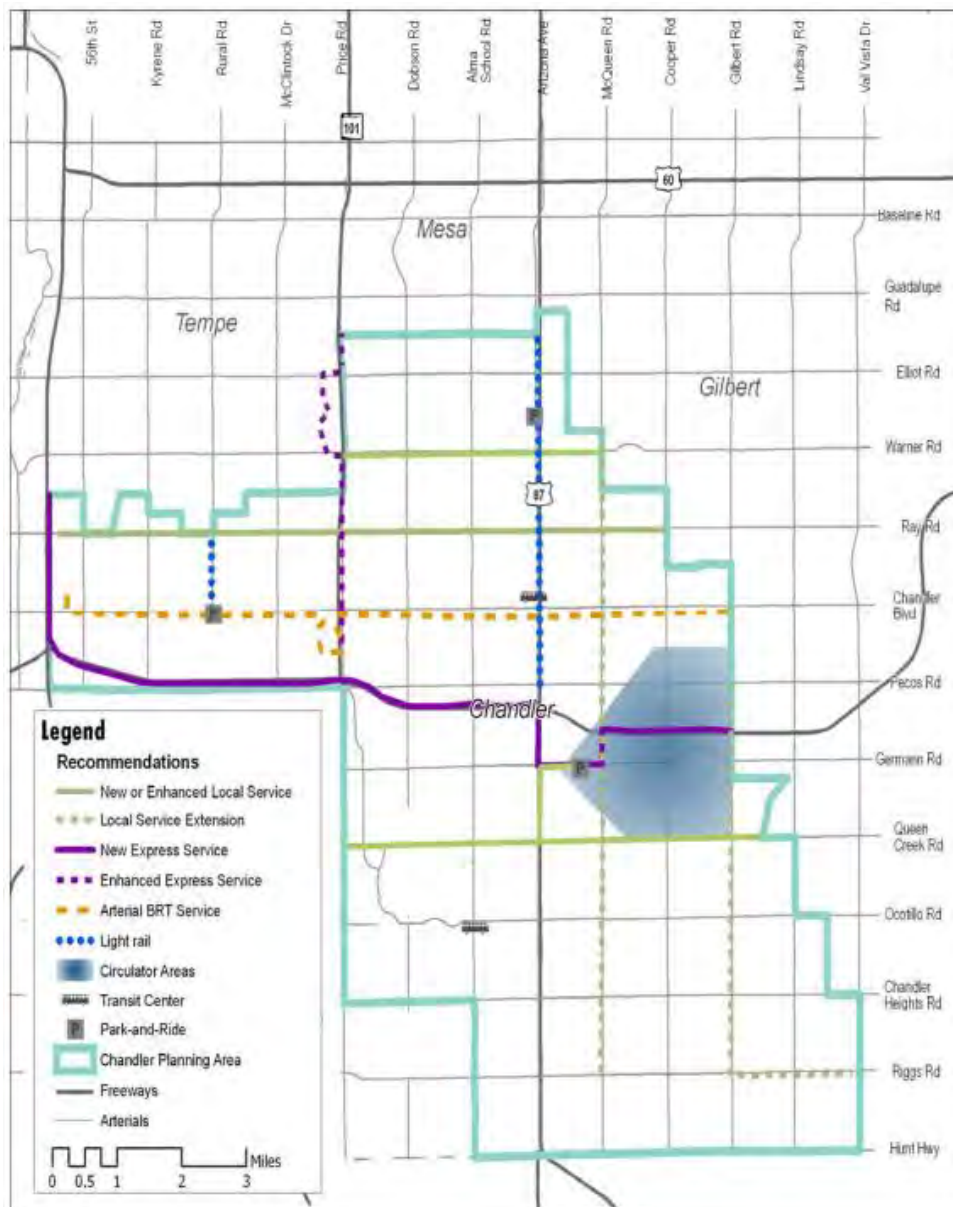 56th St
Kyrene Rd
Rural Rd
McClintock Dr
Price Rd
Dobson Rd
Alma
School Rd
Arizona Ave
McQueen Rd
Cooper Rd
Gilbert Rd
Lindsay Rd
Val Vista Dr
101
60
Baseline Rd
Mesa
Guadalupe
Rd
Tempe
Elliot Rd
Gilbert
P
Warner Rd
87
Ray Rd
Chandler
Blvd
P
Pecos Rd
Chandler
Germann Rd
P
Queen
Creek Rd
Ocotillo Rd
Chandler
Heights Rd
Riggs Rd
Hunt Hwy
Legend
Recommendations
New or Enhanced Local Service
Local Service Extension
New Express Service
Enhanced Express Service
Arterial BRT Service
Light rail
Circulator Areas
Transit Center
P
Park-and-Ride
Chandler Planning Area
Freeways
Arterials
Miles
0 0.5 1 2 3